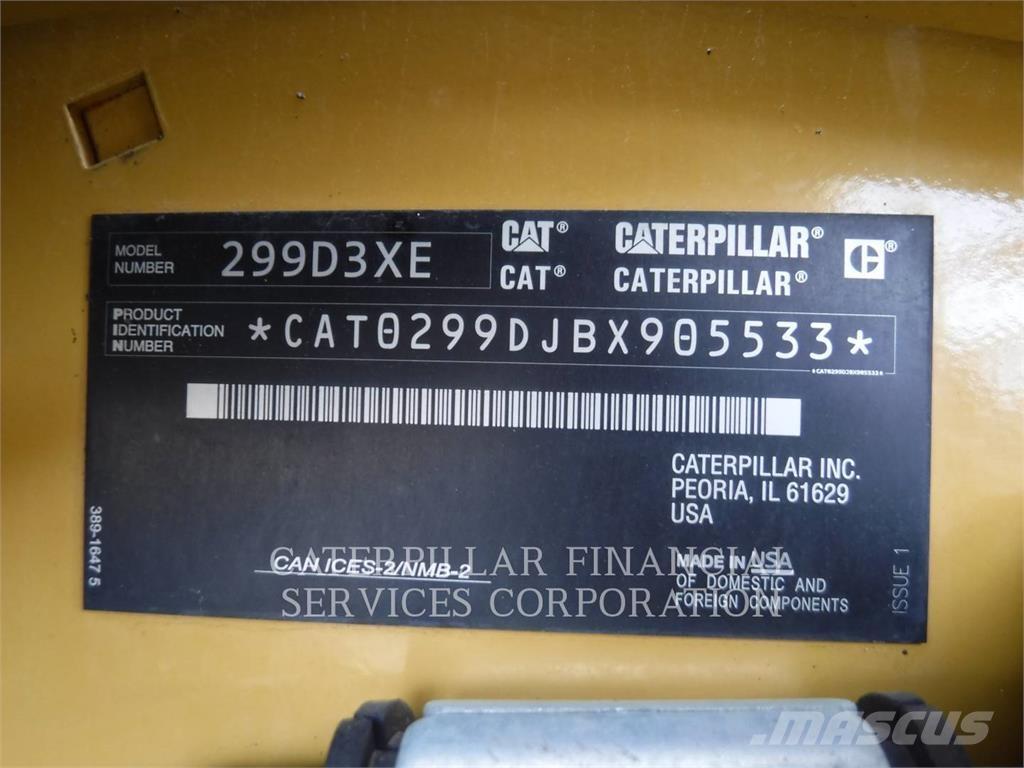 MODEL
NUMBER
299D3XE
CAT®
CAT®
CATERPILLAR®
CATERPILLAR®
®
PRODUCT
IDENTIFICATION
NUMBER
*CAT0299DJBX905533*
389-1647 5
CATERPILLAR INC.
PEORIA, IL 61629
USA
CAN ICES-2/NMB-2
MADE IN USA
OF DOMESTIC AND
FOREIGN COMPONENTS
ISSUE 1
CATERPILLAR FINANCIAL
SERVICES CORPORATION
MASCUS